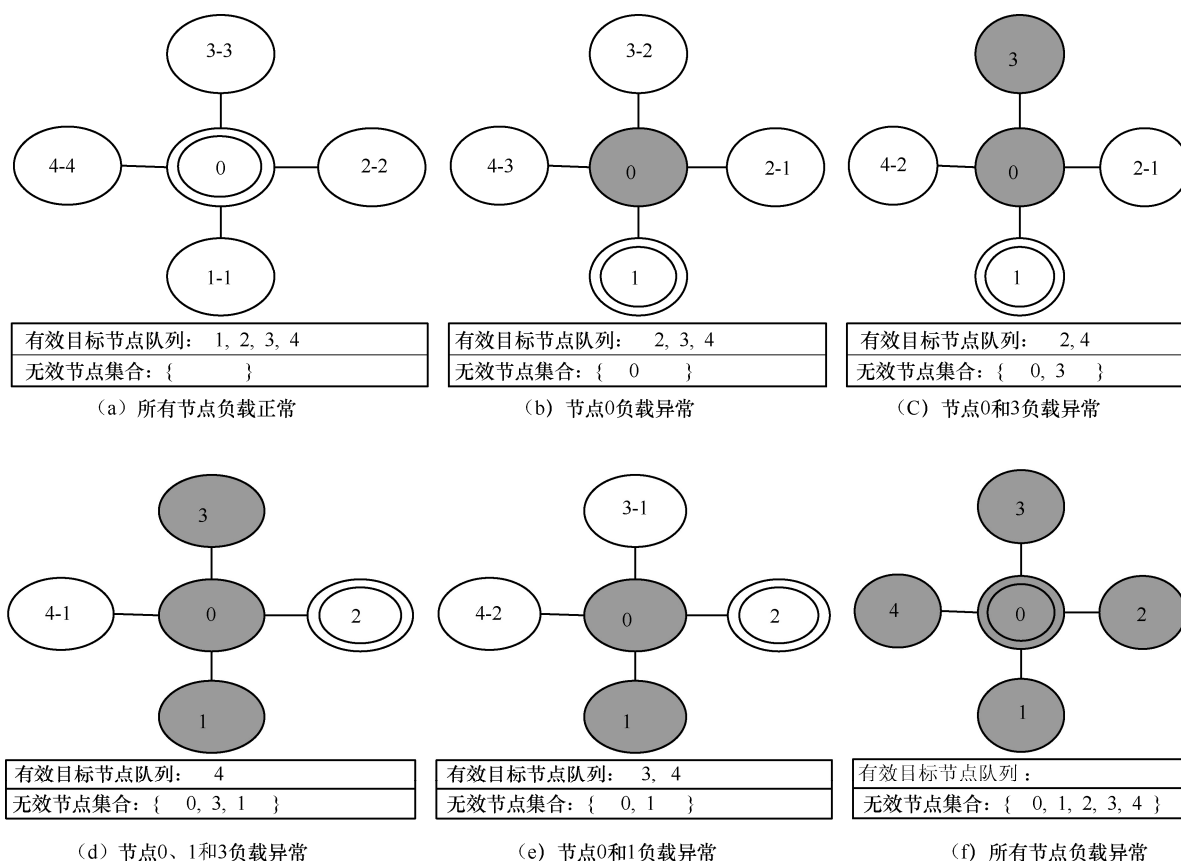 3-3
4-4
0
2-2
1-1
有效目标节点队列： 1, 2, 3, 4
无效节点集合：{ }
（a）所有节点负载正常
3-2
4-3
0
2-1
1
有效目标节点队列： 2, 3, 4
无效节点集合：{ 0 }
（b）节点0负载异常
3
4-2
0
2-1
1
有效目标节点队列： 2, 4
无效节点集合：{ 0, 3 }
（C）节点0和3负载异常
3
4-1
0
2
1
有效目标节点队列： 4
无效节点集合：{ 0, 3, 1 }
（d）节点0、1和3负载异常
3-1
4-2
0
2
1
有效目标节点队列： 3, 4
无效节点集合：{ 0, 1 }
（e）节点0和1负载异常
3
4
0
2
1
有效目标节点队列：
无效节点集合：{ 0, 1, 2, 3, 4 }
（f）所有节点负载异常